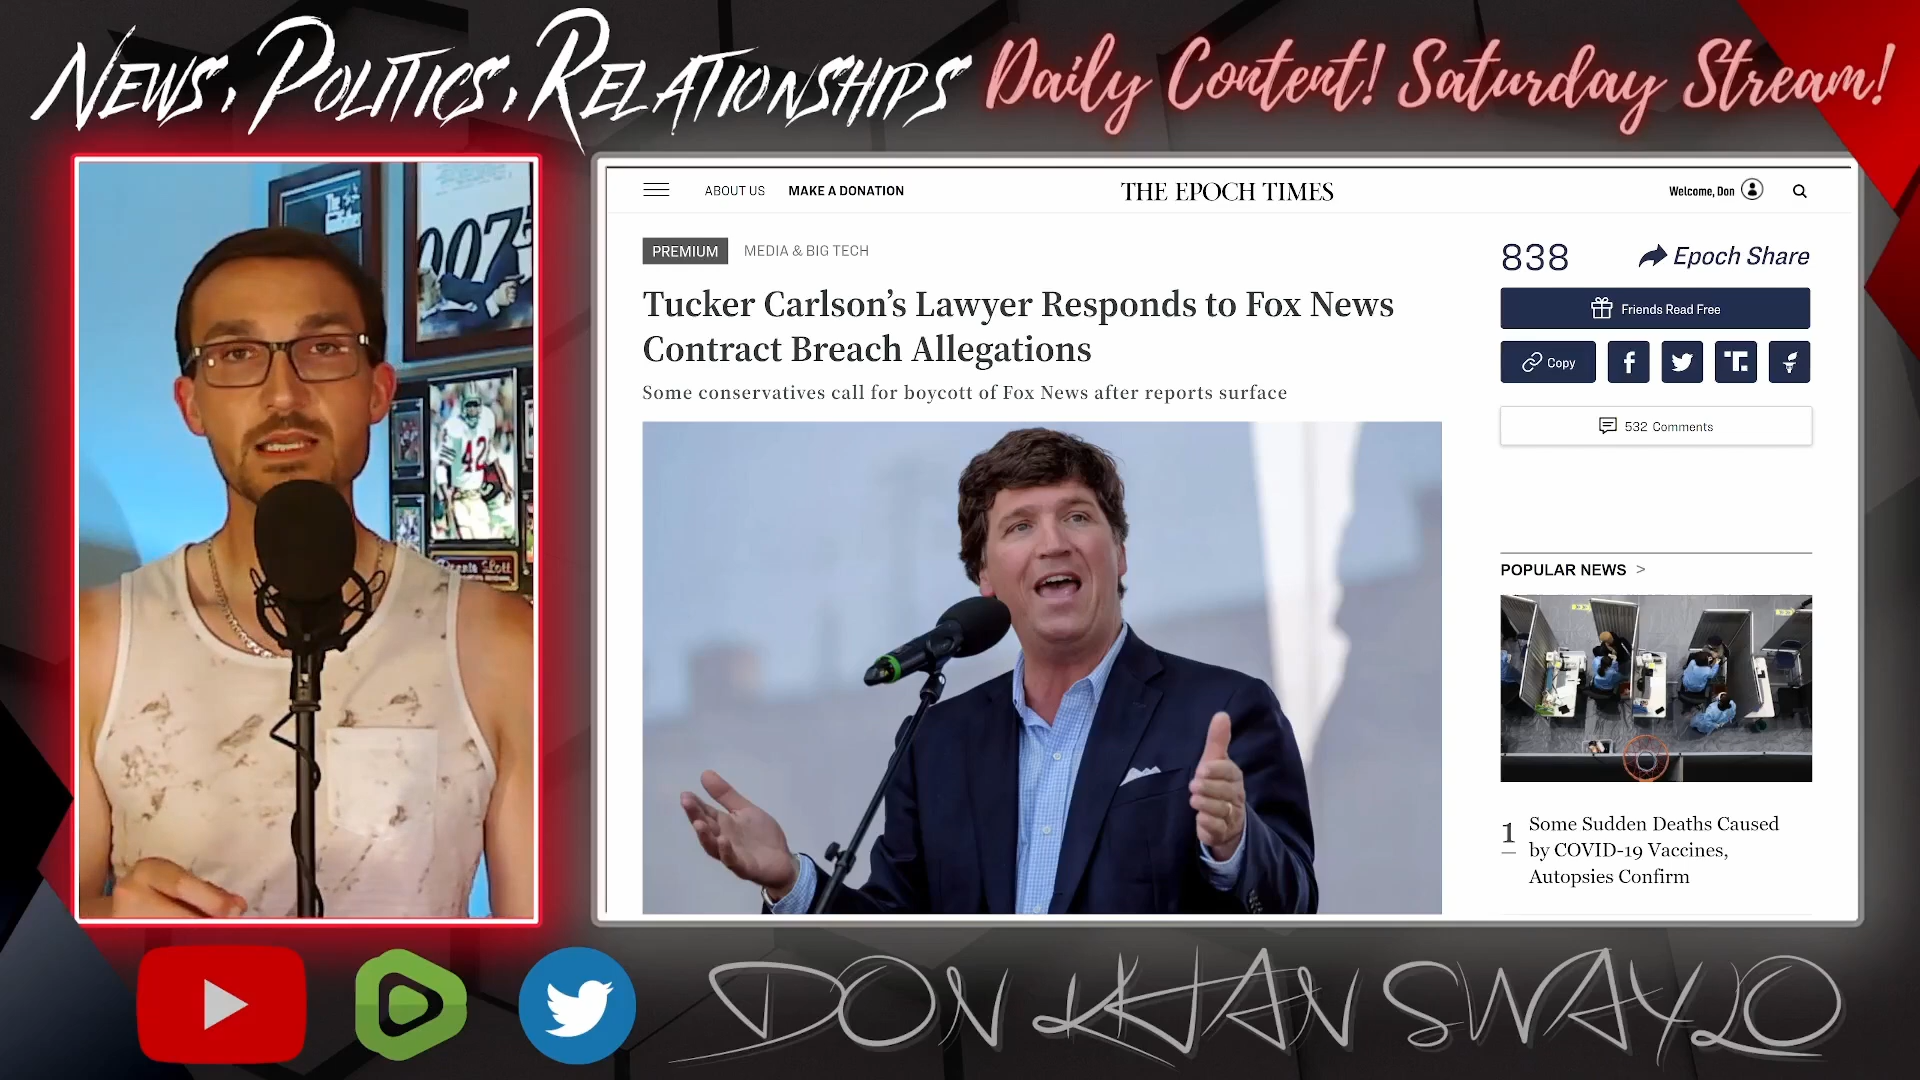 NEWS, POLITICS, RELATIONSHIPS
Daily Content! Saturday Stream!
007
42
ABOUT US
MAKE A DONATION
THE EPOCH TIMES
Welcome, Don
PREMIUM
MEDIA & BIG TECH
Tucker Carlson’s Lawyer Responds to Fox News
Contract Breach Allegations
Some conservatives call for boycott of Fox News after reports surface
838
Epoch Share
Friends Read Free
Copy
532 Comments
POPULAR NEWS >
1
Some Sudden Deaths Caused
by COVID-19 Vaccines,
Autopsies Confirm
DON KHAN SWAYLO